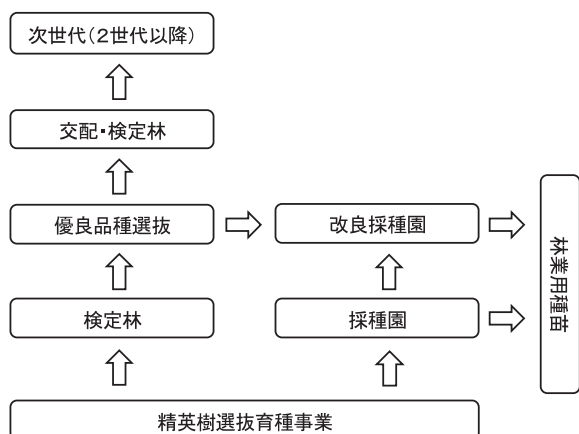 次世代(2世代以降)
交配・検定林
優良品種選抜
改良採種園
林業用種苗
検定林
採種園
精英樹選抜育種事業